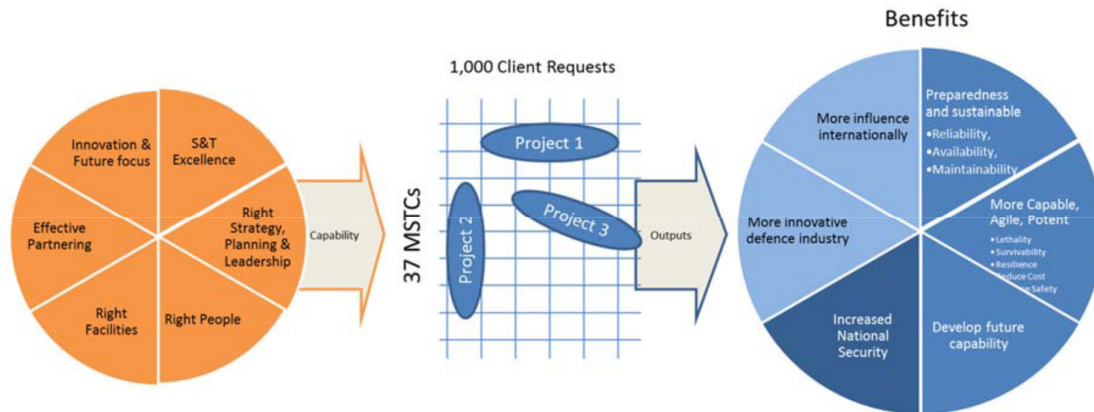 Benefits
1,000 Client Requests
Innovation &
Future focus
S&T
Excellence
Effective
Partnering
Right
Strategy,
Planning &
Leadership
Right
Facilities
Right People
Capability
37 MSTCs
Project 1
Project 2
Project 3
Outputs
More influence
internationally
Preparedness
and sustainable
•Reliability,
•Availability,
•Maintainability
More innovative
defence industry
More Capable,
Agile, Potent
• Lethality
• Survivability
• Resilience
Cost
Safety
Increased
National
Security
Develop future
capability